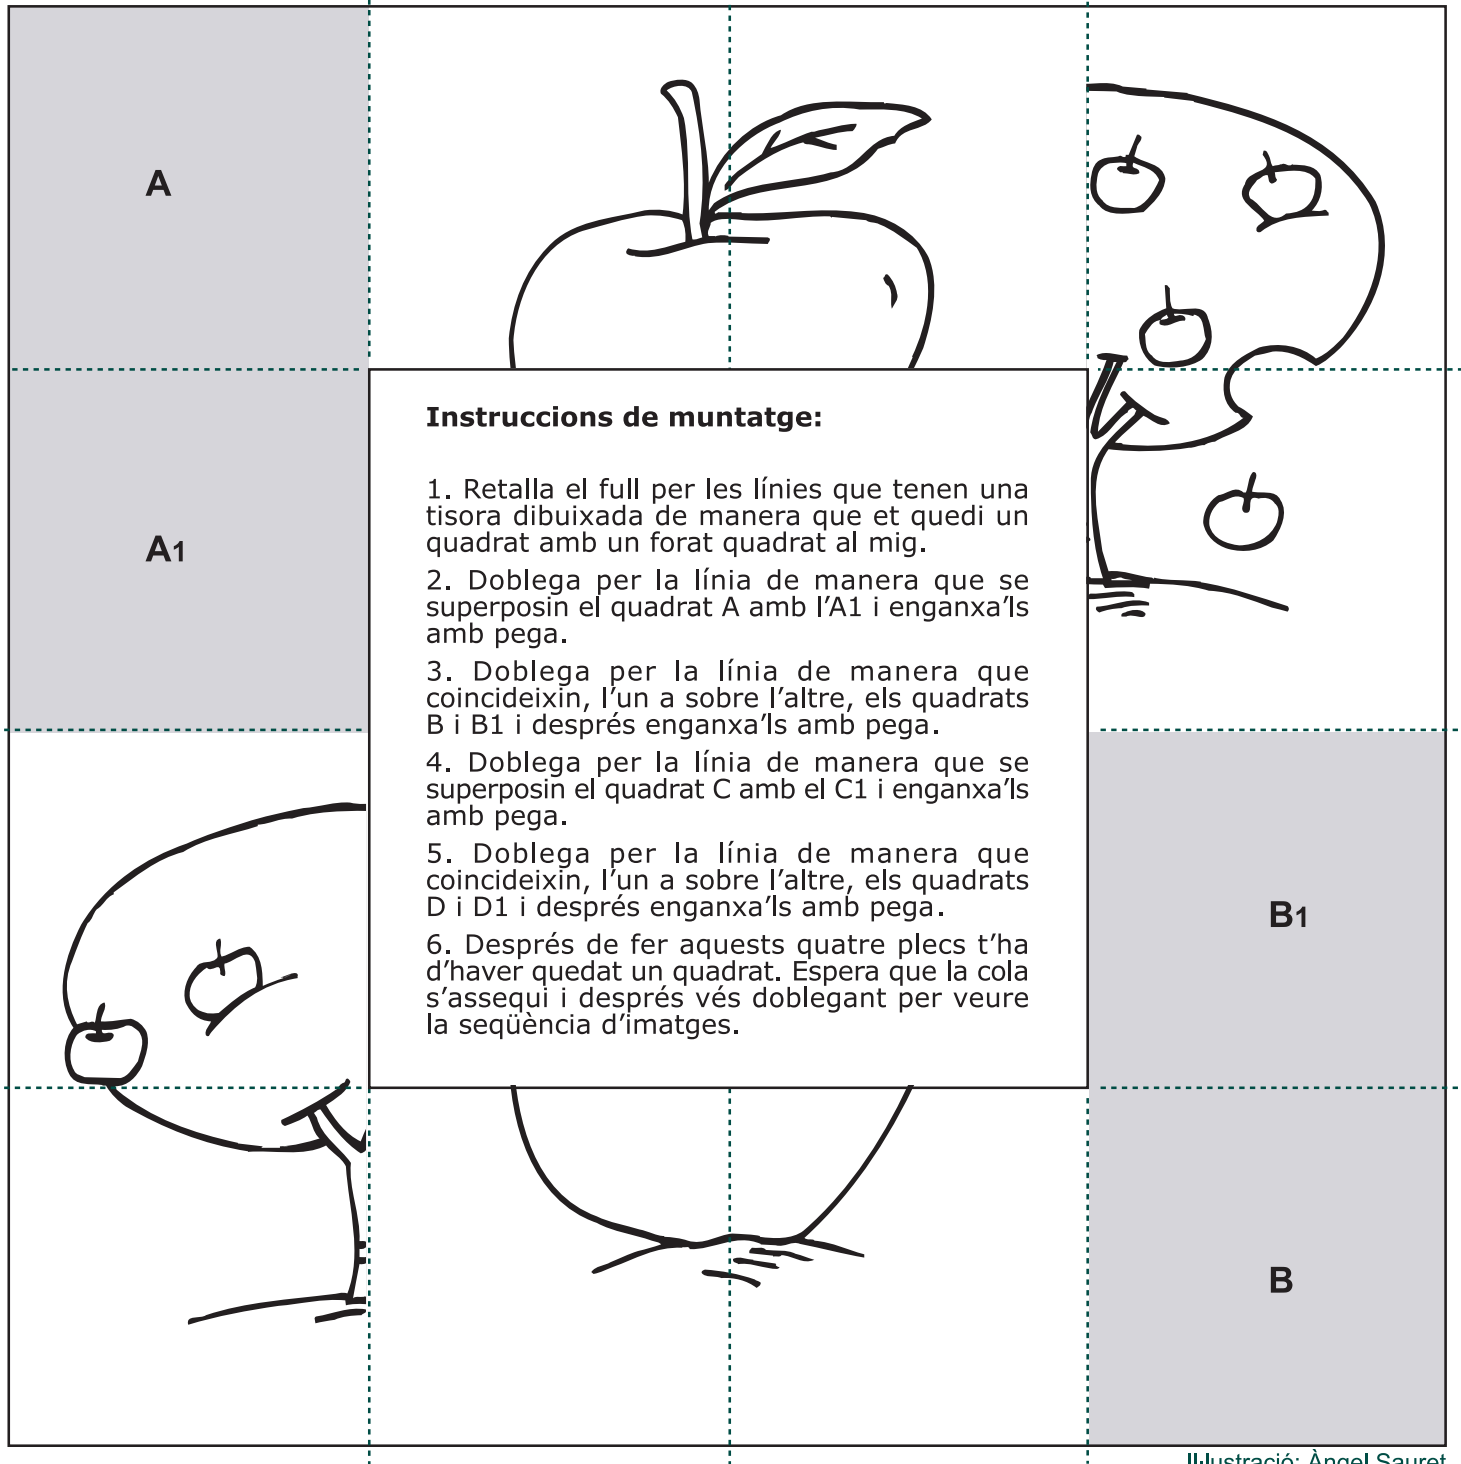 A
Instruccions de muntatge:
1. Retalla el full per les línies que tenen una
tisora dibuixada de manera que et quedi un
quadrat amb un forat quadrat al mig.
A1
2. Doblega per la línia de manera que se
superposin el quadrat A amb l’A1 i enganxa’ls
amb pega.
3. Doblega per la línia de manera que
coincideixin, l’un a sobre l’altre, els quadrats
B i B1 i després enganxa’ls amb pega.
4. Doblega per la línia de manera que se
superposin el quadrat C amb el C1 i enganxa’ls
amb pega.
5. Doblega per la línia de manera que
coincideixin, l’un a sobre l’altre, els quadrats
D i D1 i després enganxa’ls amb pega.
6. Després de fer aquests quatre plecs t’ha
d’haver quedat un quadrat. Espera que la cola
s’assequi i després vés doblegant per veure
la seqüència d’imatges.
B1
B
Il·lustració: Àngel Sauret